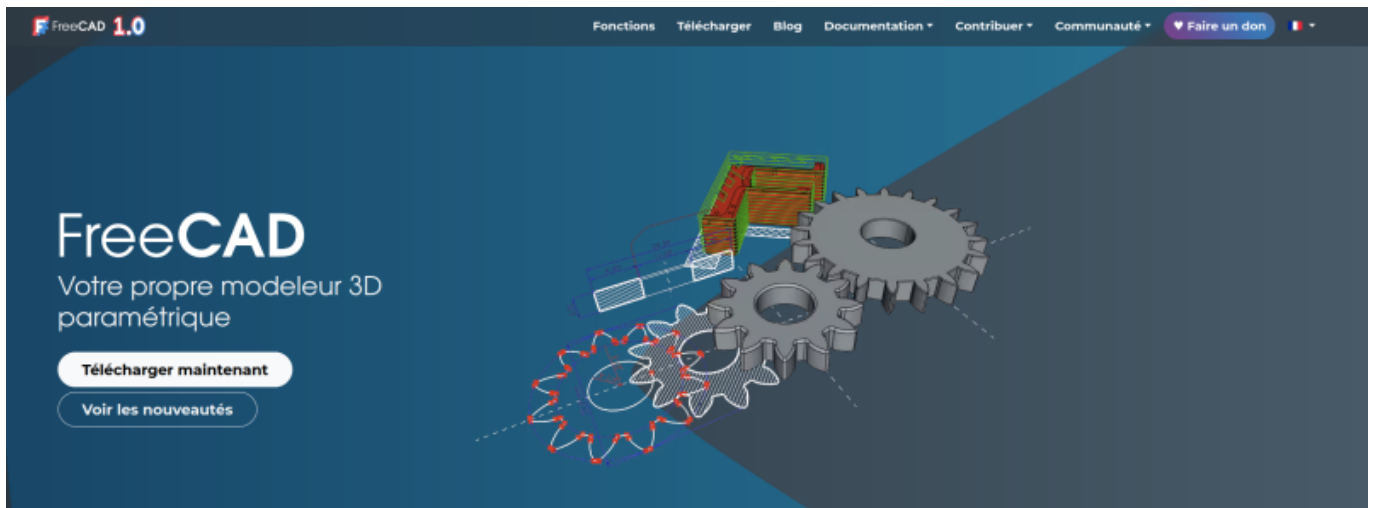 FreeCAD 1.0
Fonctions Télécharger Blog Documentation Contribuer Communauté ♥ Faire un don
FreeCAD
Votre propre modeleur 3D
paramétrique
Télécharger maintenant
Voir les nouveautés